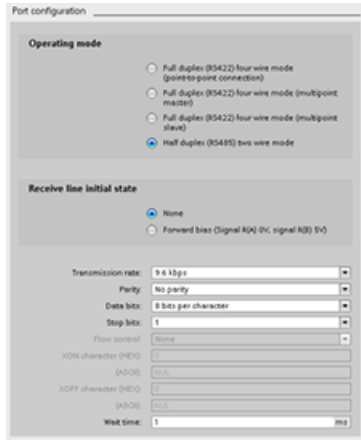 Port configuration
Operating mode
Full duplex (RS422) four wire mode
(point-to-point connection)
Full duplex (RS422) four wire mode (multipoint
master)
Full duplex (RS422) four wire mode (multipoint
slave)
Half duplex (RS485) two wire mode
Receive line initial state
None
Forward bias (Signal R(A) 0V, signal R(B) 5V)
Transmission rate: 9.6 kbps
Parity: No parity
Data bits: 8 bits per character
Stop bits: 1
Flow control: None
XON character (HEX): 0
(ASCII): NUL
XOFF character (HEX): 0
(ASCII): NUL
Wait time: 1 ms